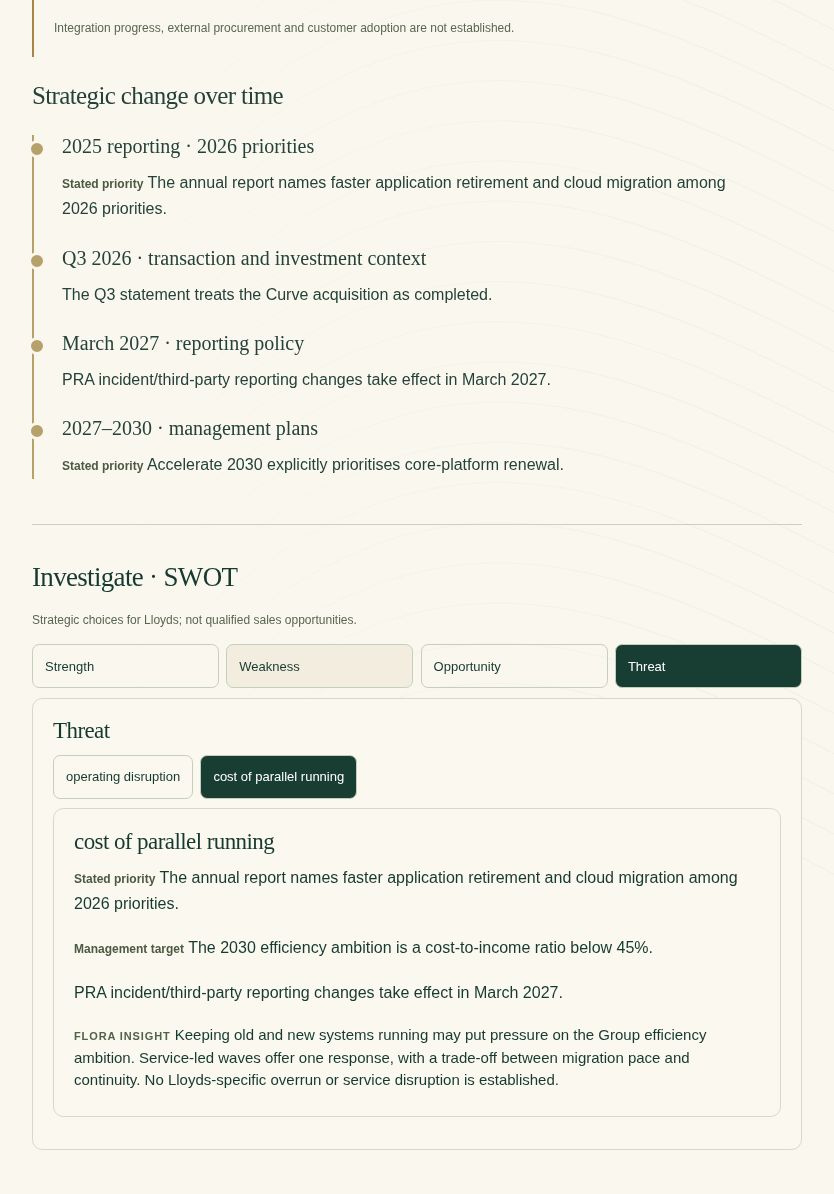 Integration progress, external procurement and customer adoption are not established.
Strategic change over time
2025 reporting · 2026 priorities
Stated priority The annual report names faster application retirement and cloud migration among
2026 priorities.
Q3 2026 · transaction and investment context
The Q3 statement treats the Curve acquisition as completed.
March 2027 · reporting policy
PRA incident/third-party reporting changes take effect in March 2027.
2027–2030 · management plans
Stated priority Accelerate 2030 explicitly prioritises core-platform renewal.
Investigate · SWOT
Strategic choices for Lloyds; not qualified sales opportunities.
Strength Weakness Opportunity Threat
Threat
operating disruption cost of parallel running
cost of parallel running
Stated priority The annual report names faster application retirement and cloud migration among
2026 priorities.
Management target The 2030 efficiency ambition is a cost-to-income ratio below 45%.
PRA incident/third-party reporting changes take effect in March 2027.
FLORA INSIGHT Keeping old and new systems running may put pressure on the Group efficiency
ambition. Service-led waves offer one response, with a trade-off between migration pace and
continuity. No Lloyds-specific overrun or service disruption is established.